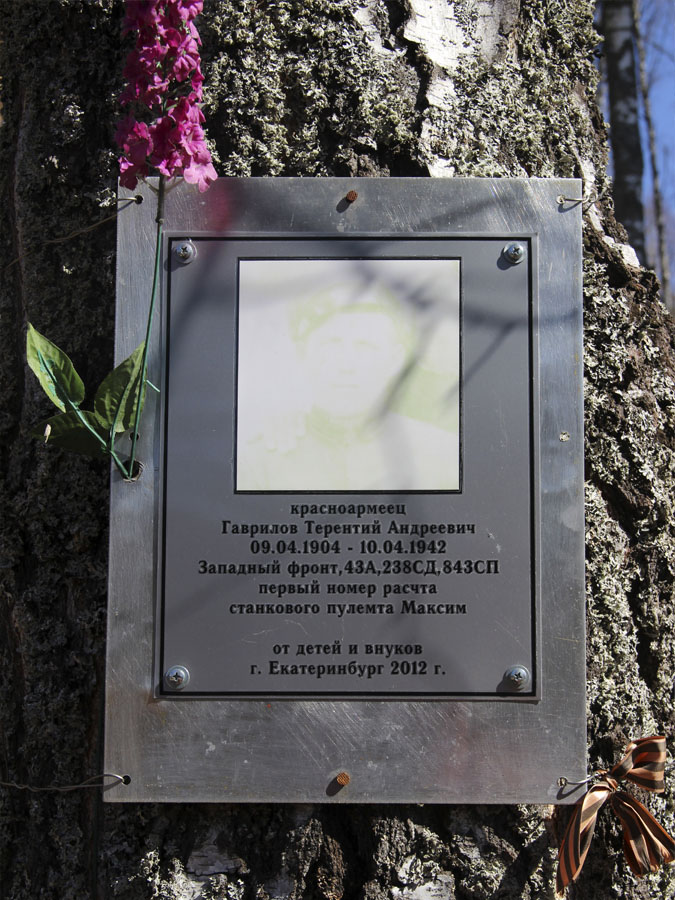 красноармеец
Гаврилов Терентий Андреевич
09.04.1904 - 10.04.1942
Западный фронт,43А,238СД,843СП
первый номер расчта
станкового пулемта Максим
от детей и внуков
г. Екатеринбург 2012 г.